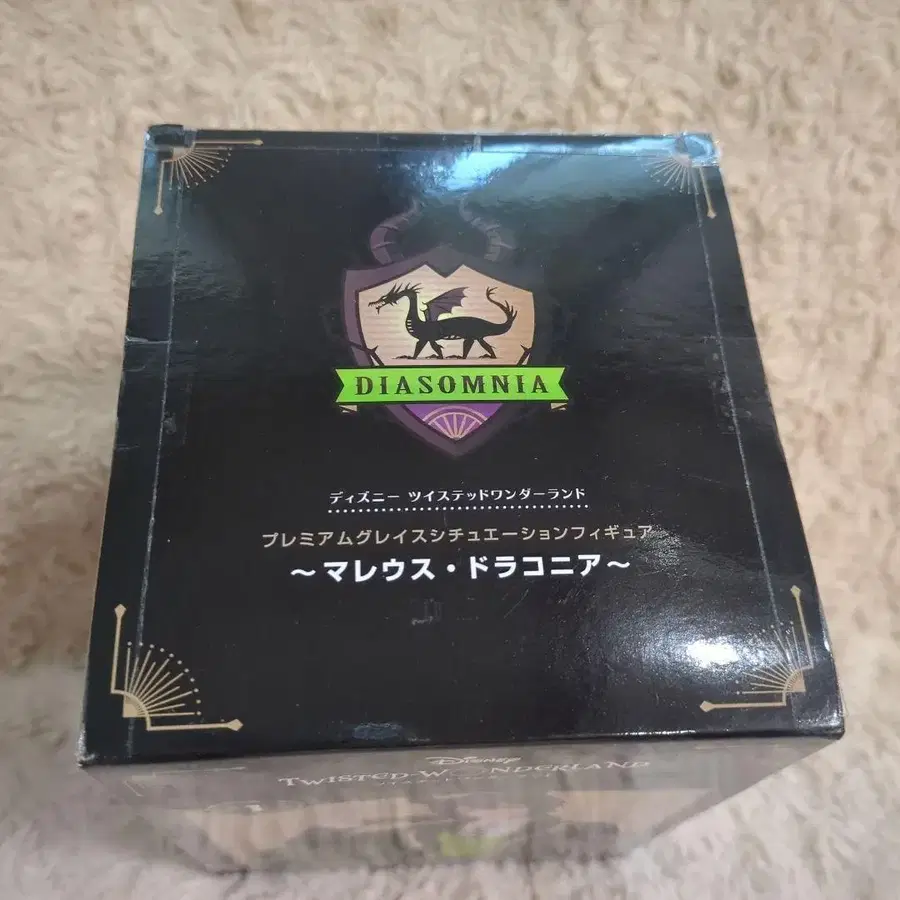 DIASOMNIA
ディズニー ツイステッドワンダーランド
プレミアムグレイスシチュエーションフィギュア
～マレウス・ドラコニア～
Disney
TWISTED-WONDERLAND